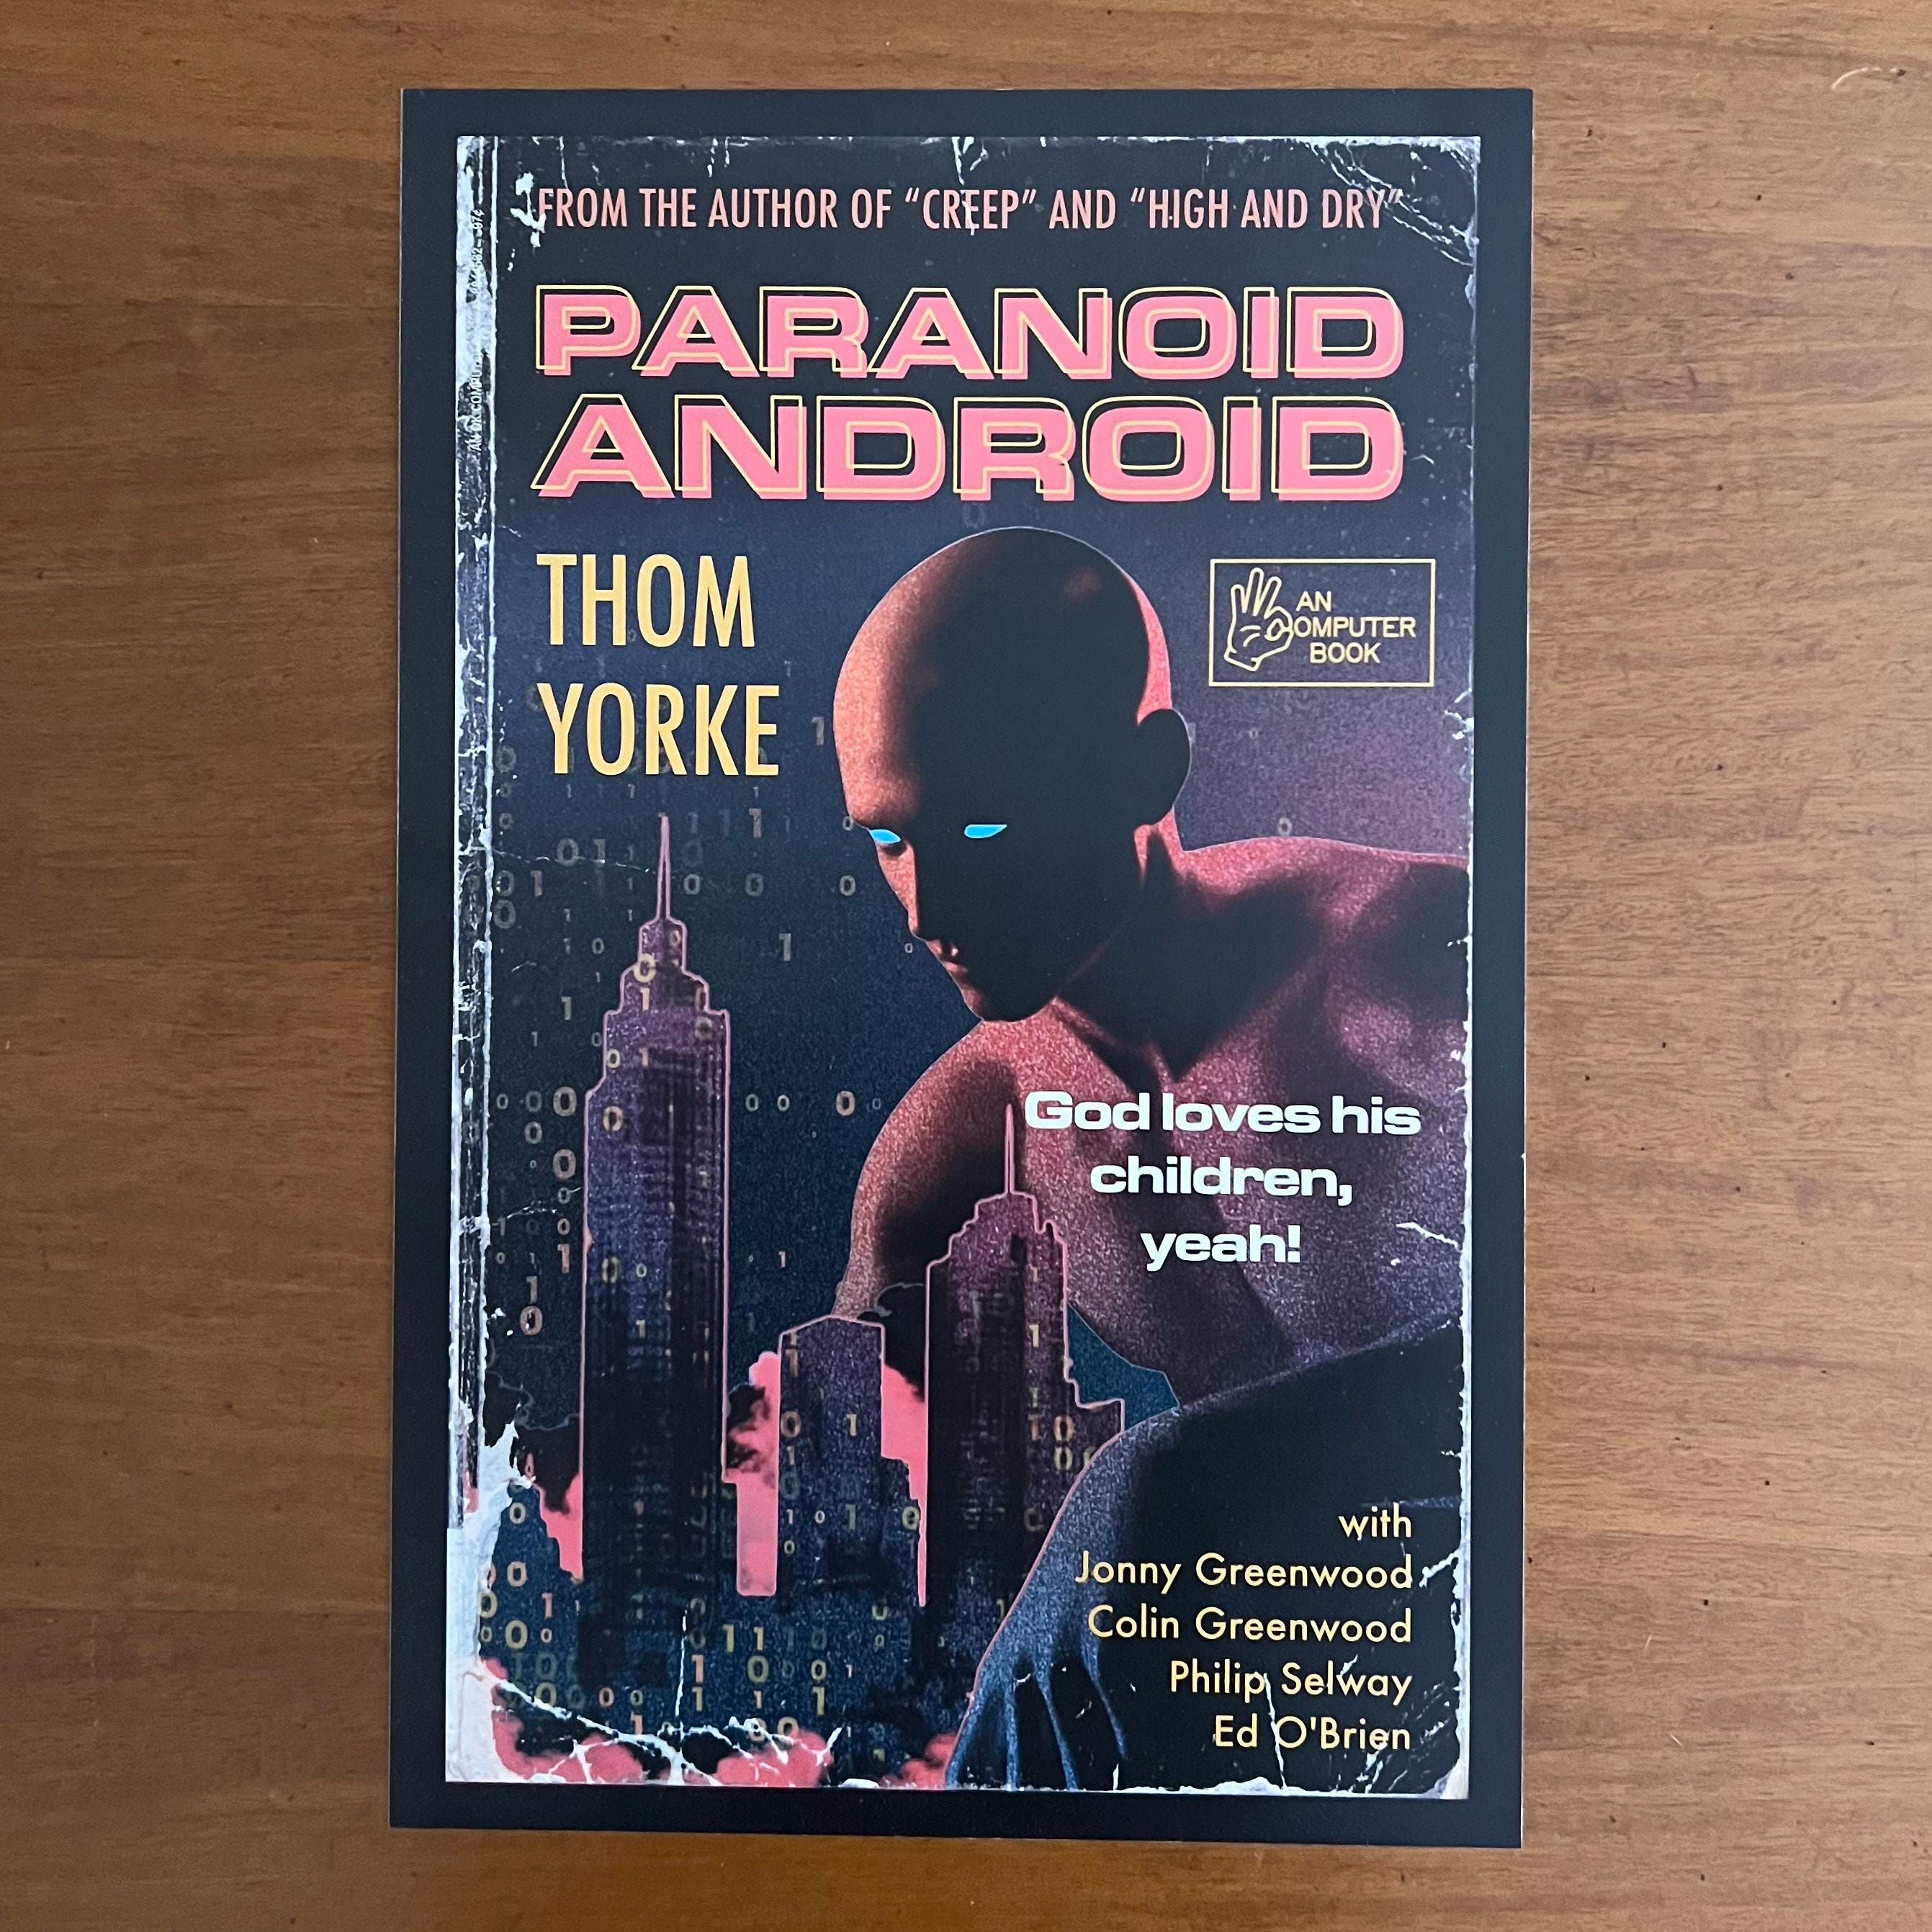 FROM THE AUTHOR OF “CREEP” AND “HIGH AND DRY”
PARANOID
ANDROID
THOM
YORKE
AN
OMPUTER
BOOK
God loves his
children,
yeah!
with
Jonny Greenwood
Colin Greenwood
Philip Selway
Ed O'Brien